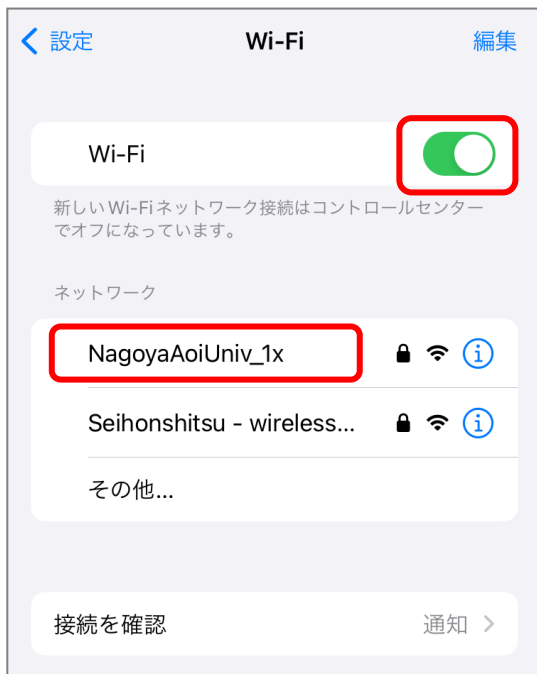 設定 Wi-Fi 編集
Wi-Fi
新しいWi-Fiネットワーク接続はコントロールセンター
でオフになっています。
ネットワーク
NagoyaAoiUniv_1x
Seihonshitsu - wireless...
その他...
接続を確認 通知